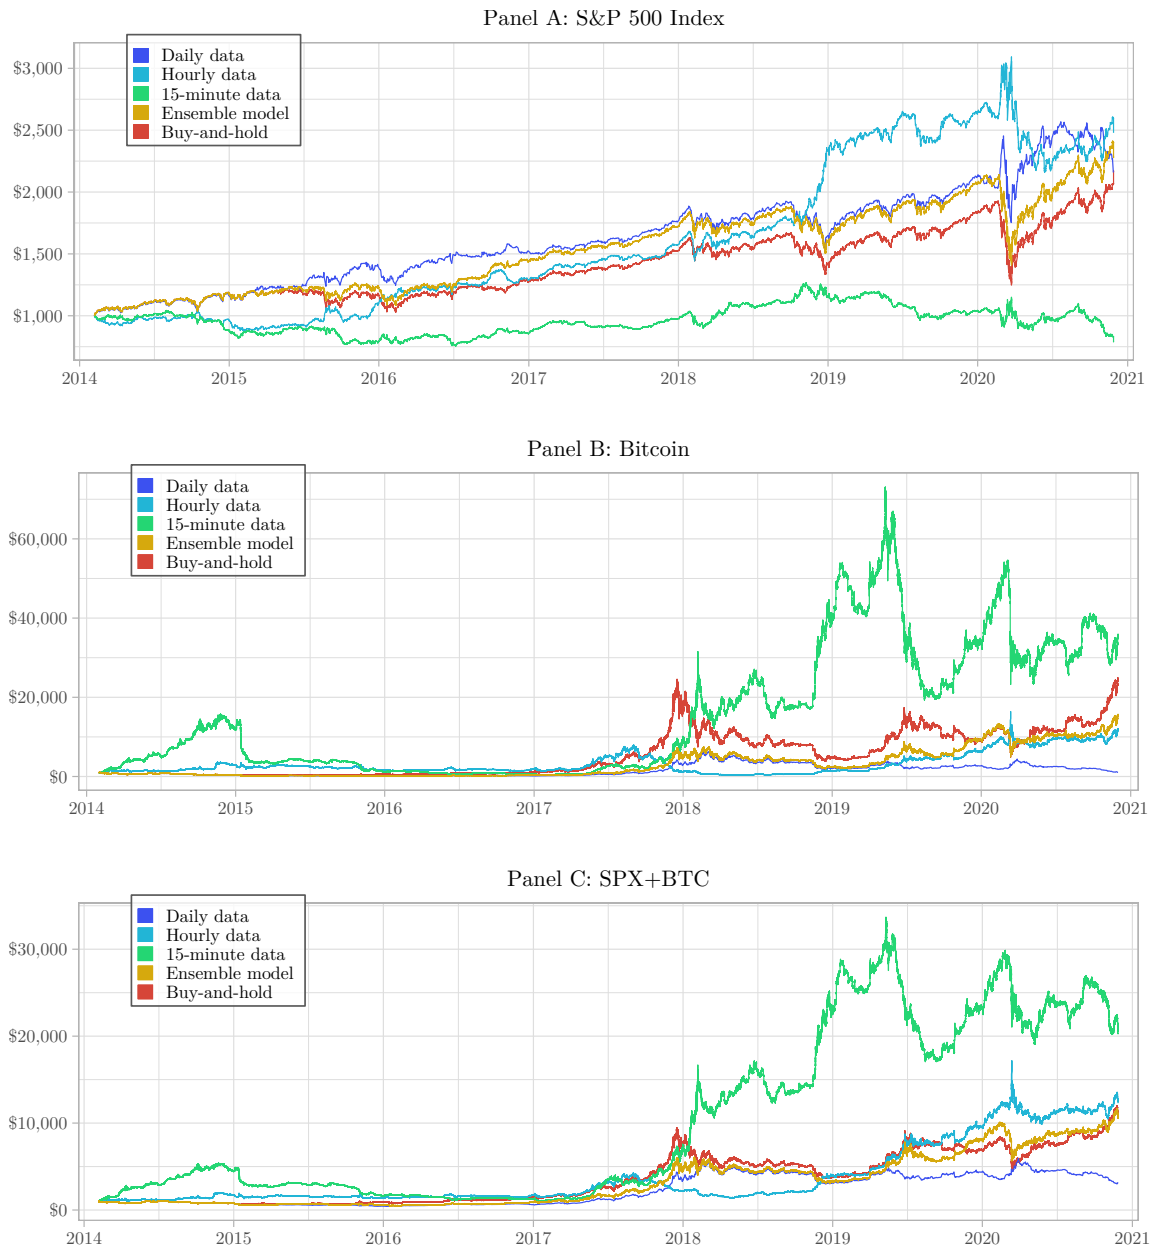 Panel A: S&P 500 Index
Daily data
Hourly data
15-minute data
Ensemble model
Buy-and-hold
$3,000
$2,500
$2,000
$1,500
$1,000
2014 2015 2016 2017 2018 2019 2020 2021
Panel B: Bitcoin
Daily data
Hourly data
15-minute data
Ensemble model
Buy-and-hold
$60,000
$40,000
$20,000
$0
2014 2015 2016 2017 2018 2019 2020 2021
Panel C: SPX+BTC
Daily data
Hourly data
15-minute data
Ensemble model
Buy-and-hold
$30,000
$20,000
$10,000
$0
2014 2015 2016 2017 2018 2019 2020 2021